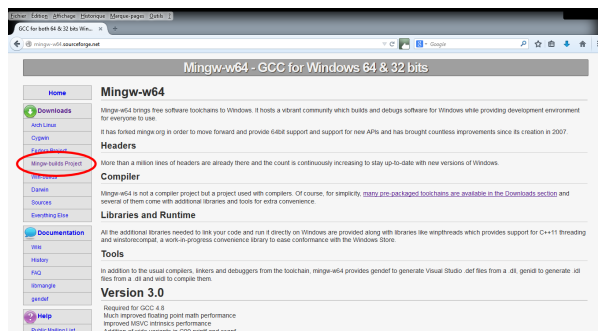 Fichier Édition Affichage Historique Marque-pages Outils ?
GCC for both 64 & 32 bits Win...
mingw-w64.sourceforge.net
Google
Mingw-w64 - GCC for Windows 64 & 32 bits
Home
Downloads
Arch Linux
Cygwin
Fedora Project
Mingw-builds Project
Win-builds
Darwin
Sources
Everything Else
Documentation
Wiki
History
FAQ
libmangle
gendef
Help
Public Mailing List
Mingw-w64
Mingw-w64 brings free software toolchains to Windows. It hosts a vibrant community which builds and debugs software for Windows while providing development environment
for everyone to use.
It has forked mingw.org in order to move forward and provide 64bit support and support for new APIs and has brought countless improvements since its creation in 2007.
Headers
More than a million lines of headers are already there and the count is continuously increasing to stay up-to-date with new versions of Windows.
Compiler
Mingw-w64 is not a compiler project but a project used with compilers. Of course, for simplicity, many pre-packaged toolchains are available in the Downloads section and
several of them come with additional libraries and tools for extra convenience.
Libraries and Runtime
All the additional libraries needed to link your code and run it directly on Windows are provided along with libraries like winpthreads which provides support for C++11 threading
and winstorecompat, a work-in-progress convenience library to ease conformance with the Windows Store.
Tools
In addition to the usual compilers, linkers and debuggers from the toolchain, mingw-w64 provides gendef to generate Visual Studio .def files from a .dll, genidl to generate .idl
files from a .dll and widl to compile them.
Version 3.0
Required for GCC 4.8
Much improved floating point math performance
Improved MSVC intrinsics performance